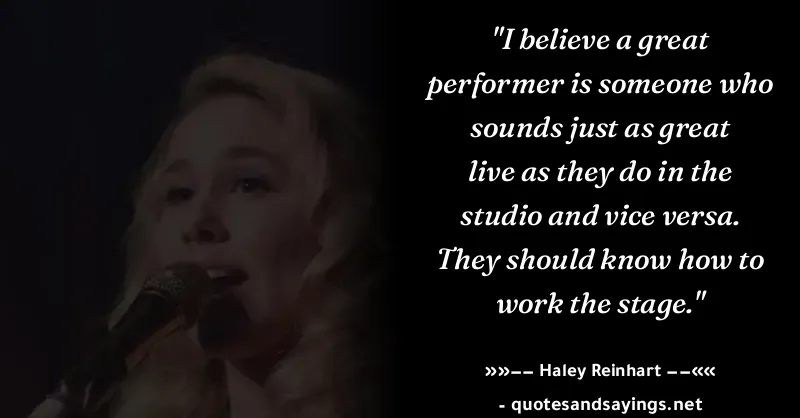 "I believe a great
performer is someone who
sounds just as great
live as they do in the
studio and vice versa.
They should know how to
work the stage."
»»−− Haley Reinhart −−««
- quotesandsayings.net